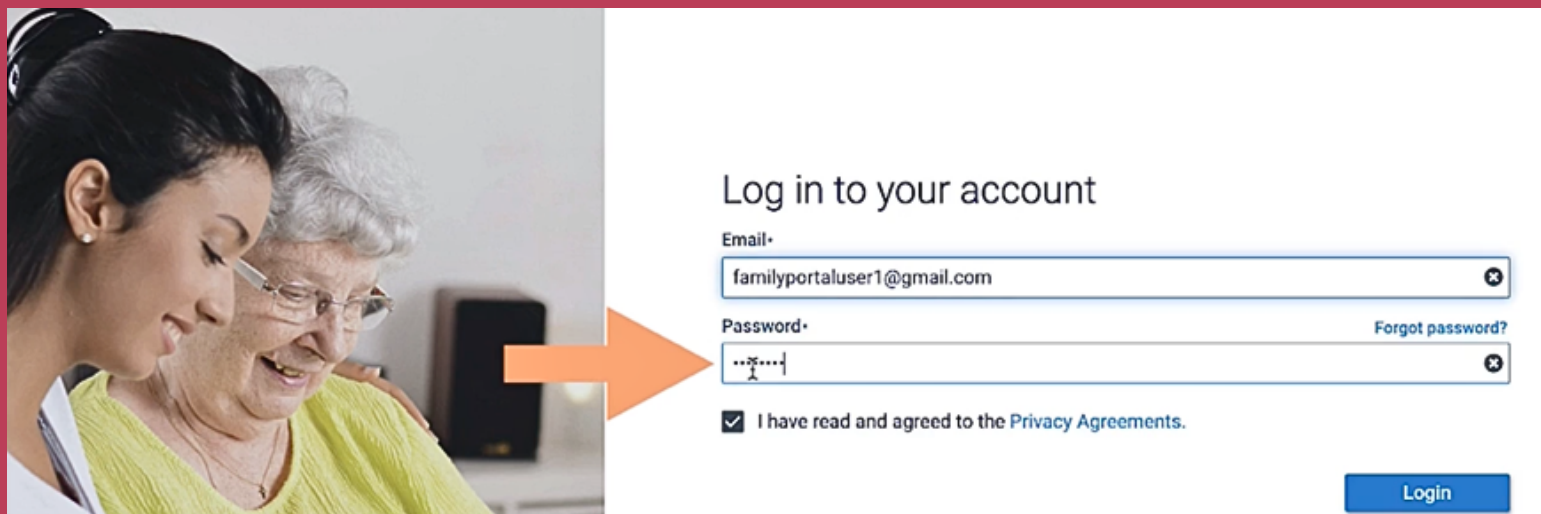 Log in to your account
Email*
familyportaluser1@gmail.com
Password*
Forgot password?
I have read and agreed to the Privacy Agreements.
Login